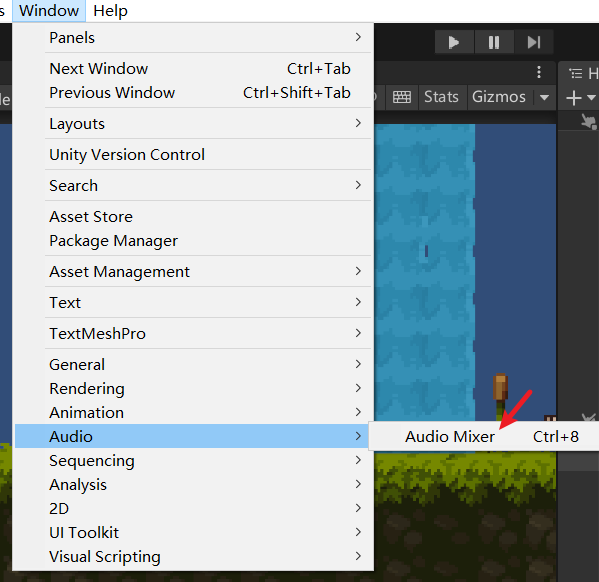 s Window Help
Panels
Next Window Ctrl+Tab
Previous Window Ctrl+Shift+Tab
Layouts
Unity Version Control
Search
Asset Store
Package Manager
Asset Management
Text
TextMeshPro
General
Rendering
Animation
Audio
Sequencing
Analysis
2D
UI Toolkit
Visual Scripting
Audio Mixer Ctrl+8
Stats Gizmos
H